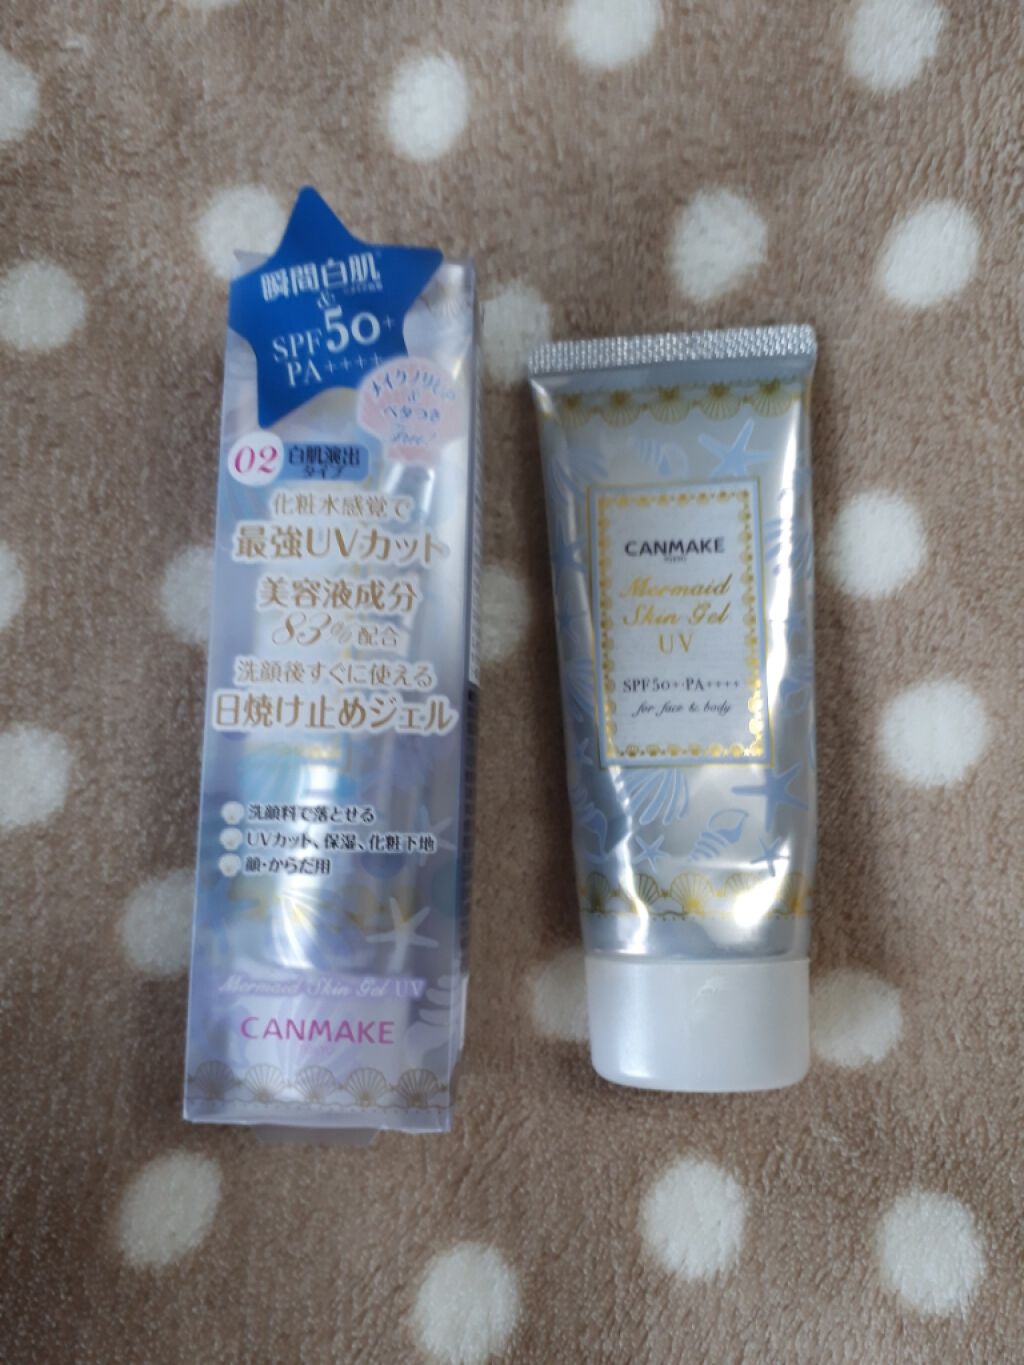 瞬間白肌
&
SPF50+
PA++++
メイクノリUP
&
ベタつき
Free!
02 白肌演出
タイプ
化粧水感覚で
最強UVカット
美容液成分
83%配合
洗顔後すぐに使える
日焼け止めジェル
洗顔料で落とせる
UVカット、保湿、化粧下地
顔・からだ用
Mermaid Skin Gel UV
CANMAKE
CANMAKE
Mermaid
Skin Gel
UV
SPF50+・PA++++
for face & body